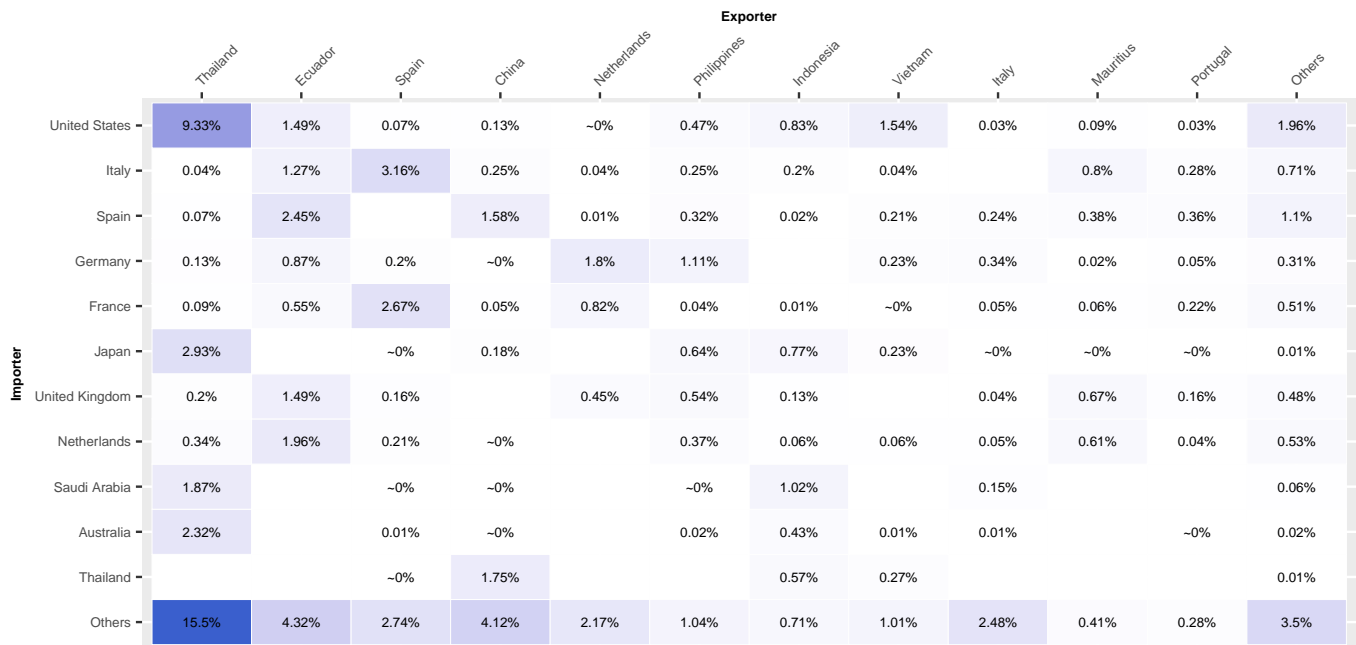 Exporter
Thailand Ecuador Spain China Netherlands Philippines Indonesia Vietnam Italy Mauritius Portugal Others
United States 9.33% 1.49% 0.07% 0.13% ~0% 0.47% 0.83% 1.54% 0.03% 0.09% 0.03% 1.96%
Italy 0.04% 1.27% 3.16% 0.25% 0.04% 0.25% 0.2% 0.04% 0.8% 0.28% 0.71%
Spain 0.07% 2.45% 1.58% 0.01% 0.32% 0.02% 0.21% 0.24% 0.38% 0.36% 1.1%
Germany 0.13% 0.87% 0.2% ~0% 1.8% 1.11% 0.23% 0.34% 0.02% 0.05% 0.31%
France 0.09% 0.55% 2.67% 0.05% 0.82% 0.04% 0.01% ~0% 0.05% 0.06% 0.22% 0.51%
Japan 2.93% ~0% 0.18% 0.64% 0.77% 0.23% ~0% ~0% ~0% 0.01%
United Kingdom 0.2% 1.49% 0.16% 0.45% 0.54% 0.13% 0.04% 0.67% 0.16% 0.48%
Netherlands 0.34% 1.96% 0.21% ~0% 0.37% 0.06% 0.06% 0.05% 0.61% 0.04% 0.53%
Saudi Arabia 1.87% ~0% ~0% ~0% 1.02% 0.15% 0.06%
Australia 2.32% 0.01% ~0% 0.02% 0.43% 0.01% 0.01% ~0% 0.02%
Thailand ~0% 1.75% 0.57% 0.27% 0.01%
Others 15.5% 4.32% 2.74% 4.12% 2.17% 1.04% 0.71% 1.01% 2.48% 0.41% 0.28% 3.5%
Importer